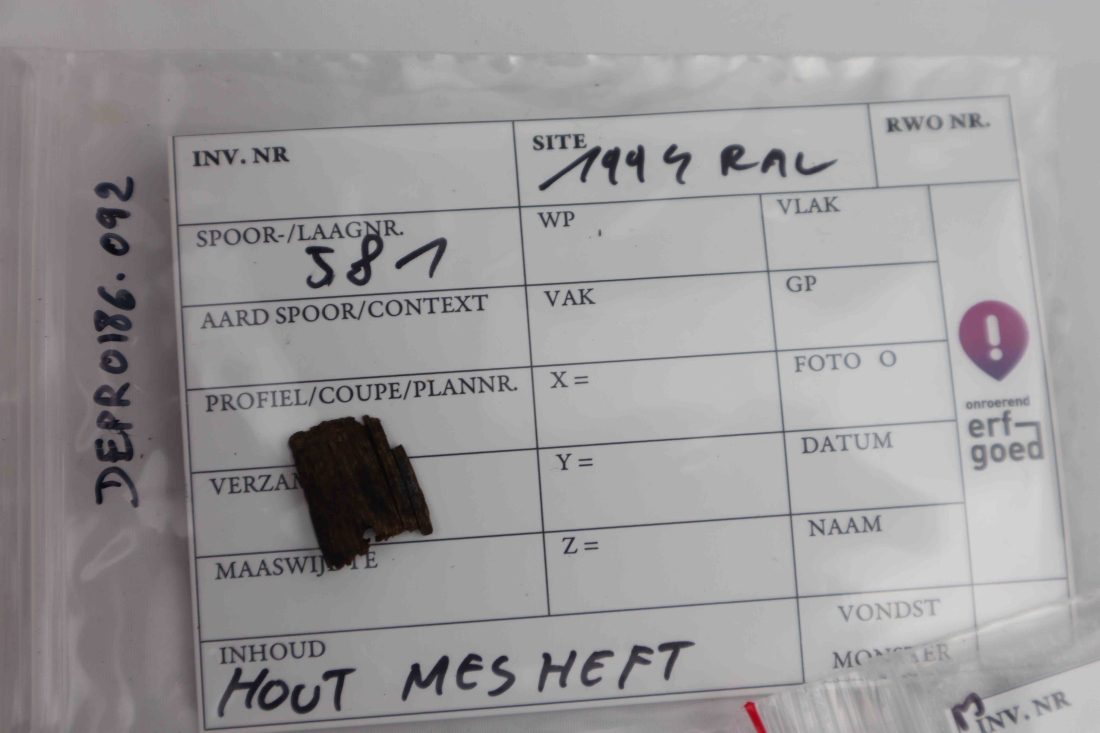 DEPR0186.092
INV. NR
SITE
1994 RAL
RWO NR.
SPOOR-/LAAGNR.
581
WP
VLAK
AARD SPOOR/CONTEXT
VAK
GP
PROFIEL/COUPE/PLANNR.
X =
FOTO O
Y =
DATUM
Z =
NAAM
INHOUD
HOUT MES HEFT
VONDST
onroerend
erf-
goed
INV. NR